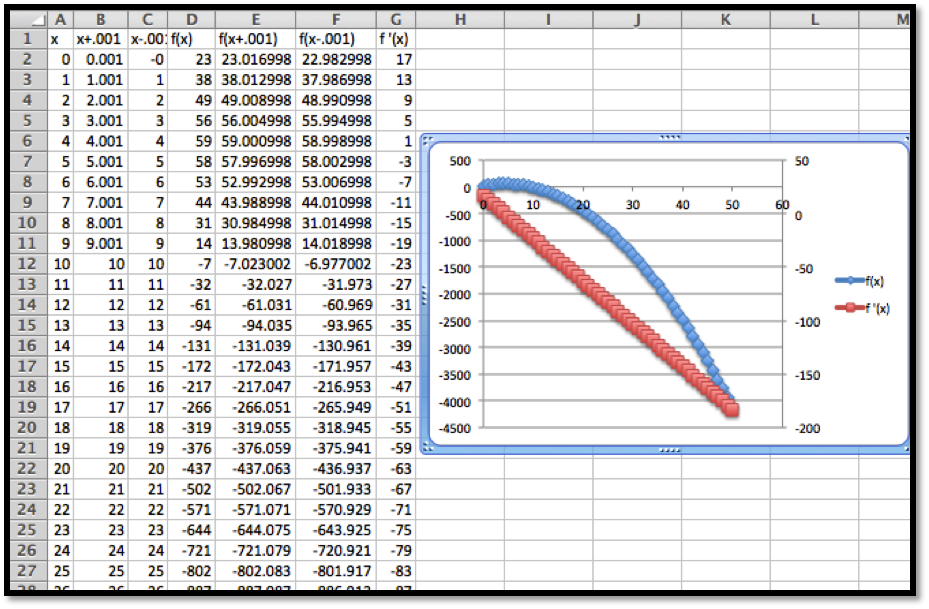 A B C D E F G H I J K L M
1 x x+.001 x-.001 f(x) f(x+.001) f(x-.001) f '(x)
2 0 0.001 -0 23 23.016998 22.982998 17
3 1 1.001 1 38 38.012998 37.986998 13
4 2 2.001 2 49 49.008998 48.990998 9
5 3 3.001 3 56 56.004998 55.994998 5
6 4 4.001 4 59 59.000998 58.998998 1
7 5 5.001 5 58 57.996998 58.002998 -3
8 6 6.001 6 53 52.992998 53.006998 -7
9 7 7.001 7 44 43.988998 44.010998 -11
10 8 8.001 8 31 30.984998 31.014998 -15
11 9 9.001 9 14 13.980998 14.018998 -19
12 10 10 10 -7 -7.023002 -6.977002 -23
13 11 11 11 -32 -32.027 -31.973 -27
14 12 12 12 -61 -61.031 -60.969 -31
15 13 13 13 -94 -94.035 -93.965 -35
16 14 14 14 -131 -131.039 -130.961 -39
17 15 15 15 -172 -172.043 -171.957 -43
18 16 16 16 -217 -217.047 -216.953 -47
19 17 17 17 -266 -266.051 -265.949 -51
20 18 18 18 -319 -319.055 -318.945 -55
21 19 19 19 -376 -376.059 -375.941 -59
22 20 20 20 -437 -437.063 -436.937 -63
23 21 21 21 -502 -502.067 -501.933 -67
24 22 22 22 -571 -571.071 -570.929 -71
25 23 23 23 -644 -644.075 -643.925 -75
26 24 24 24 -721 -721.079 -720.921 -79
27 25 25 25 -802 -802.083 -801.917 -83
500 50
0
0 10 20 30 40 50 60
-500 0
-1000
-1500 -50
-2000
f(x)
-2500 -100
f '(x)
-3000
-3500 -150
-4000
-4500 -200